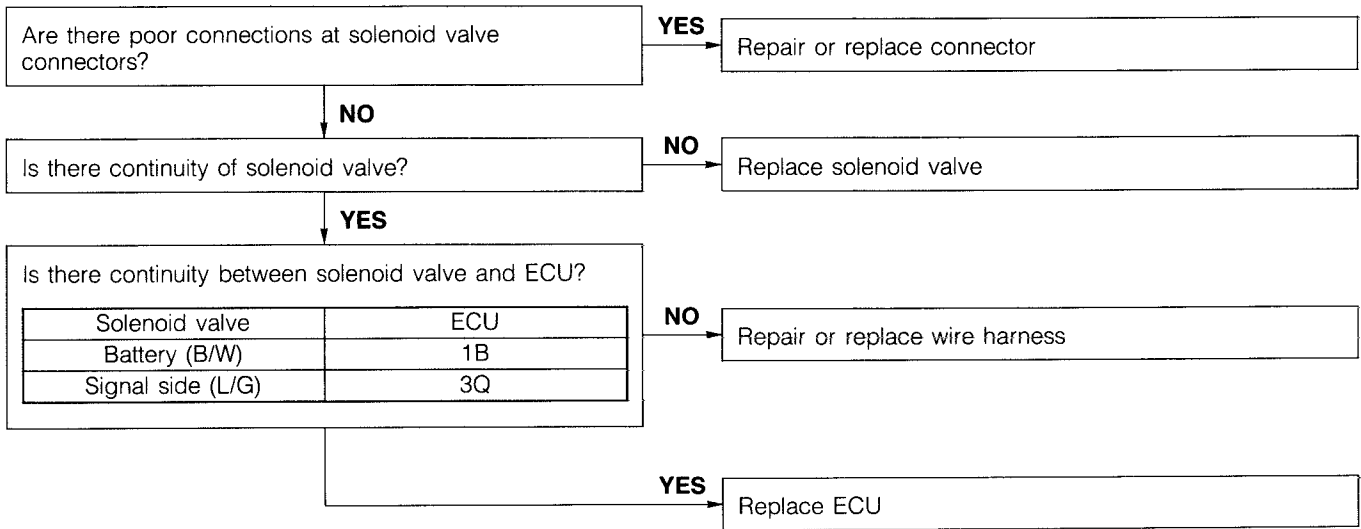 Are there poor connections at solenoid valve
connectors?
YES
Repair or replace connector
NO
Is there continuity of solenoid valve?
NO
Replace solenoid valve
YES
Is there continuity between solenoid valve and ECU?
Solenoid valve ECU
Battery (B/W) 1B
Signal side (L/G) 3Q
NO
Repair or replace wire harness
YES
Replace ECU